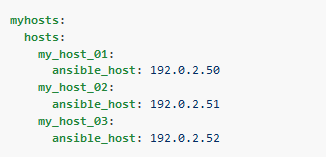 myhosts:
  hosts:
    my_host_01:
      ansible_host: 192.0.2.50
    my_host_02:
      ansible_host: 192.0.2.51
    my_host_03:
      ansible_host: 192.0.2.52